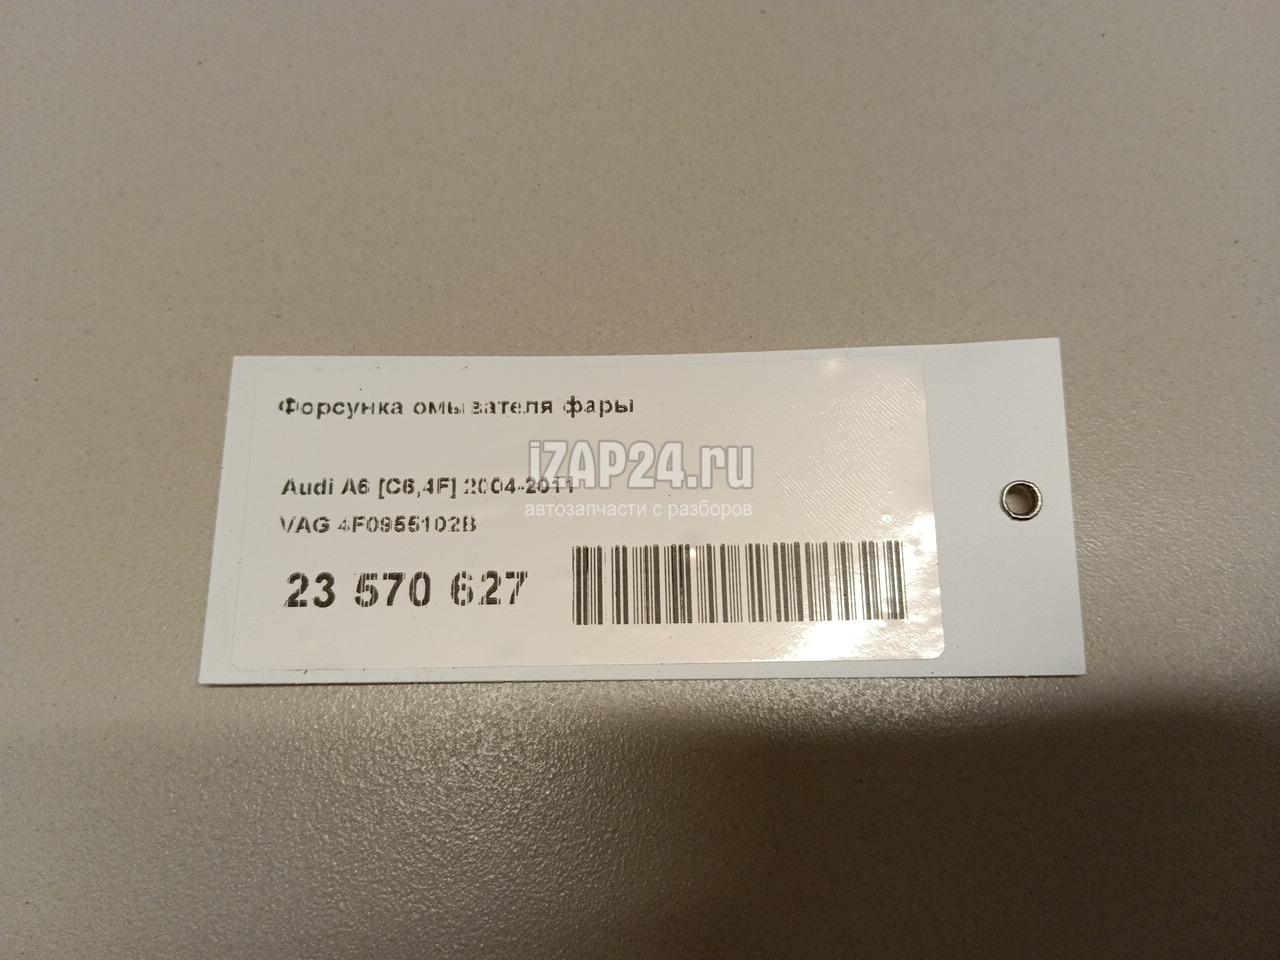 Форсунка омывателя фары
iZAP24.ru
Audi A6 [C6,4F] 2004-2011
автозапчасти с разборов
VAG 4F0955102B
23 570 627